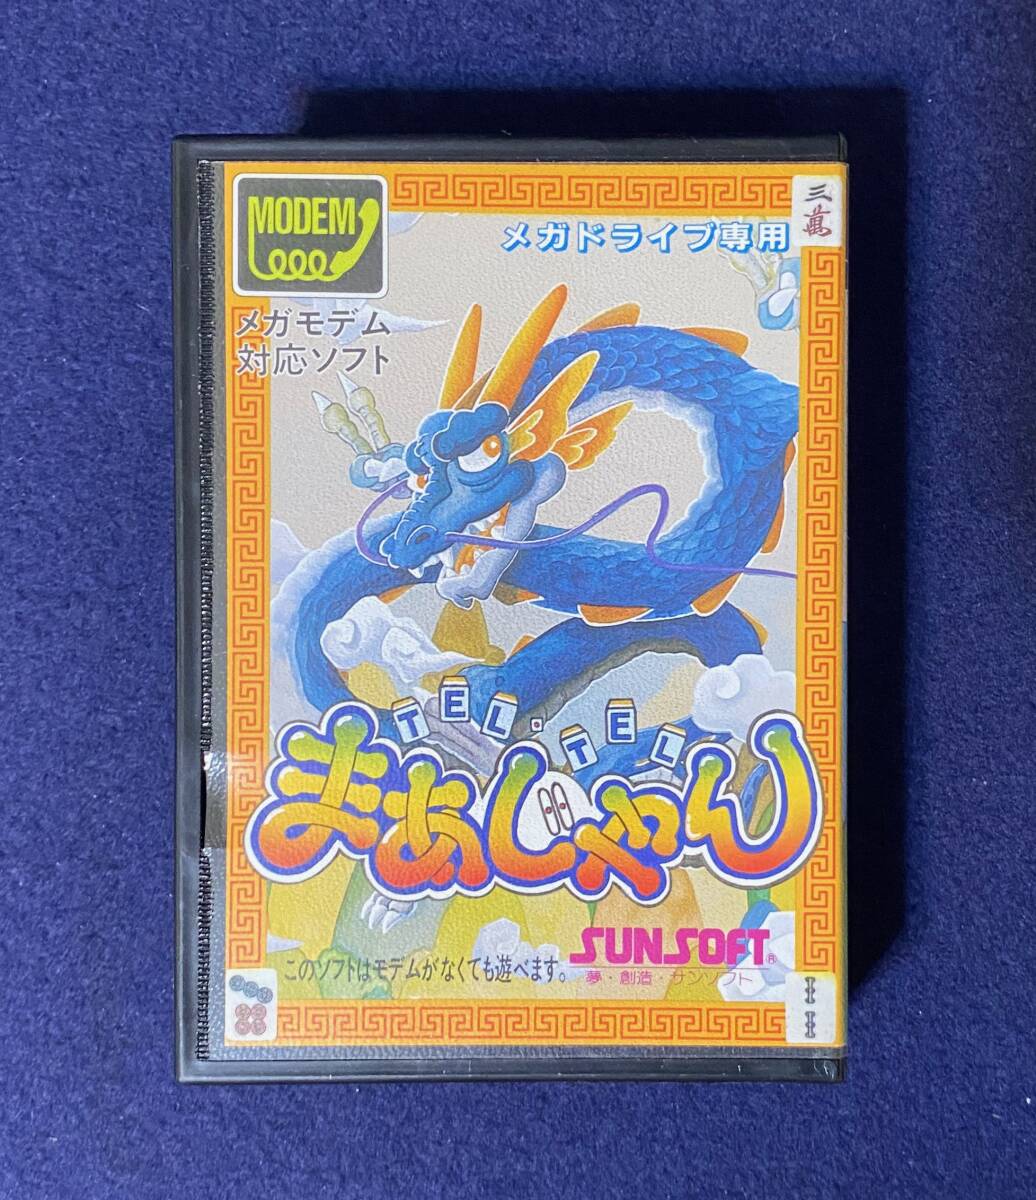 MODEM
メガドライブ専用
三萬
メガモデム
対応ソフト
TEL・TEL
まあじゃん
SUNSOFT®
夢・創造・サンソフト
このソフトはモデムがなくても遊べます。